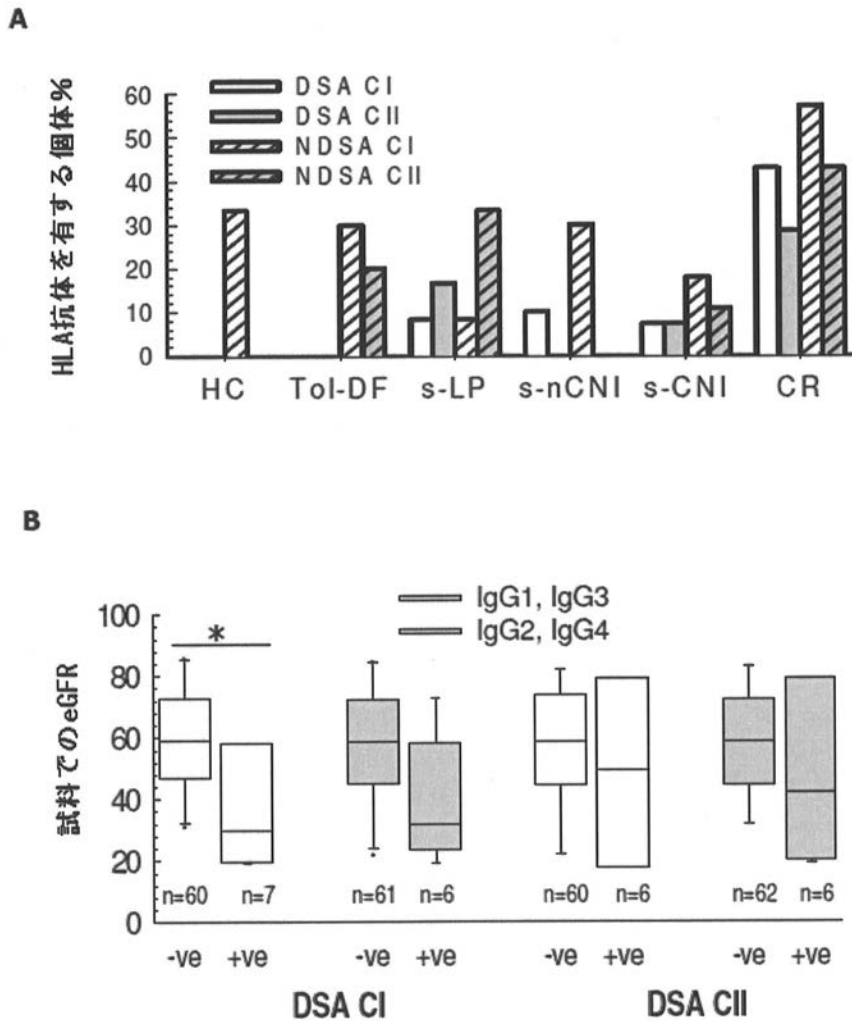 A
HLA抗体を有する個体%
60
50
40
30
20
10
0
DSA CI
DSA CII
NDSA CI
NDSA CII
HC Tol-DF s-LP s-nCNI s-CNI CR
B
試料でのeGFR
100
80
60
40
20
0
IgG1, IgG3
IgG2, IgG4
*
n=60 n=7 n=61 n=6 n=60 n=6 n=62 n=6
-ve +ve -ve +ve -ve +ve -ve +ve
DSA CI DSA CII